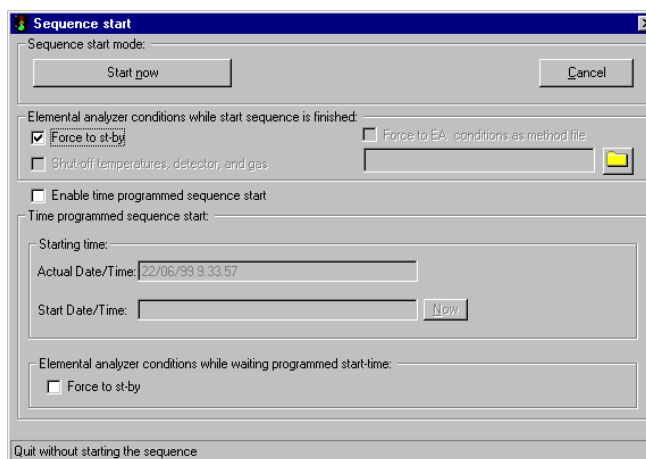 Sequence start
Sequence start mode:
Start now
Cancel
Elemental analyzer conditions while start sequence is finished:
Force to st-by
Force to EA conditions as method file
Shut-off temperatures, detector, and gas
Enable time programmed sequence start
Time programmed sequence start:
Starting time:
Actual Date/Time: 22/06/99 9.33.57
Start Date/Time:
Now
Elemental analyzer conditions while waiting programmed start-time:
Force to st-by
Quit without starting the sequence